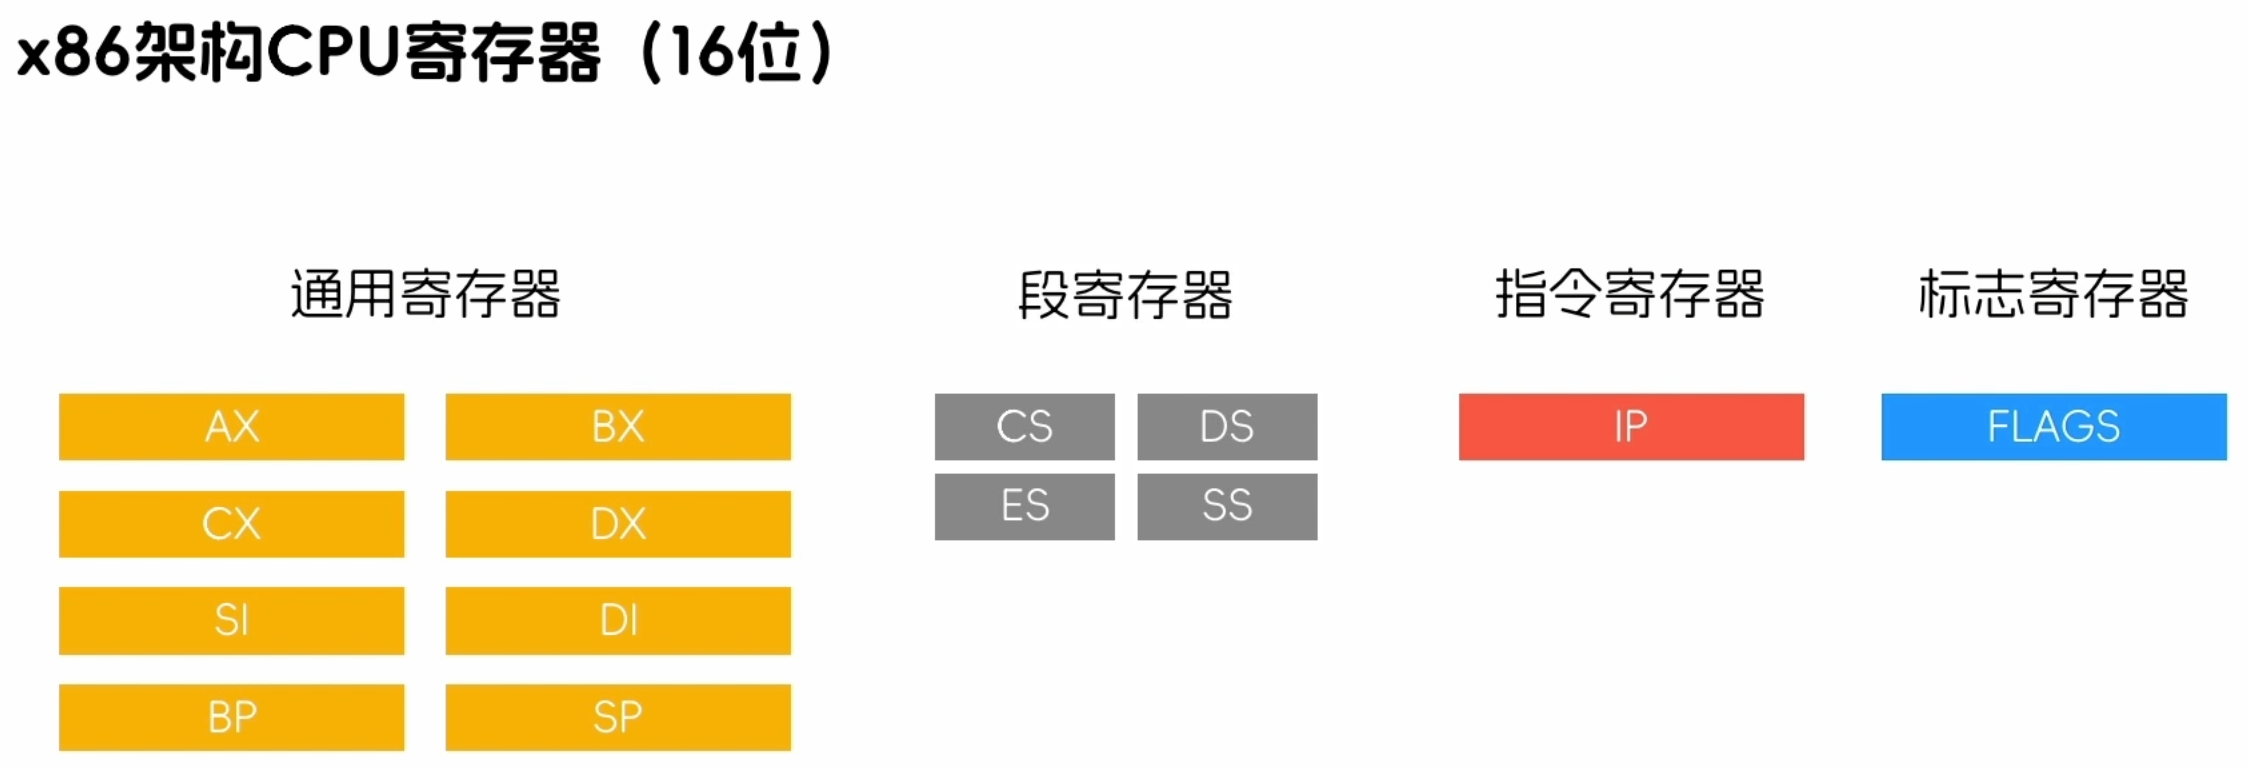 x86架构CPU寄存器（16位）
通用寄存器 段寄存器 指令寄存器 标志寄存器
AX BX CS DS IP FLAGS
ES SS
CX DX
SI DI
BP SP